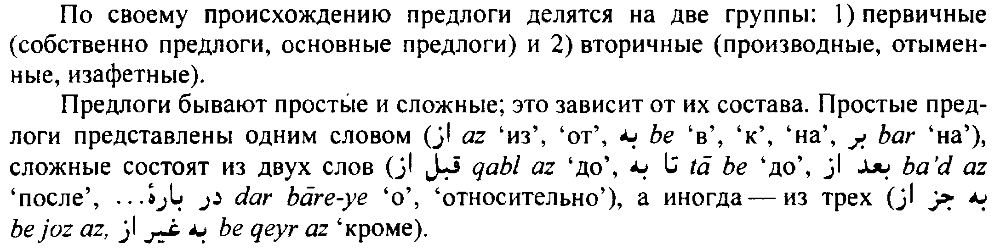 По своему происхождению предлоги делятся на две группы: 1) первичные
(собственно предлоги, основные предлоги) и 2) вторичные (производные, отымен-
ные, изафетные).
Предлоги бывают простые и сложные; это зависит от их состава. Простые пред-
логи представлены одним словом (از az ‘из’, ‘от’, به be ‘в’, ‘к’, ‘на’, بر bar ‘на’),
сложные состоят из двух слов (قبل از qabl az ‘до’, تا به tā be ‘до’, بعد از ba’d az
‘после’, در بارهٔ... dar bāre-ye ‘о’, ‘относительно’), а иногда — из трех (به جز از
be joz az, به غیر از be qeyr az ‘кроме).